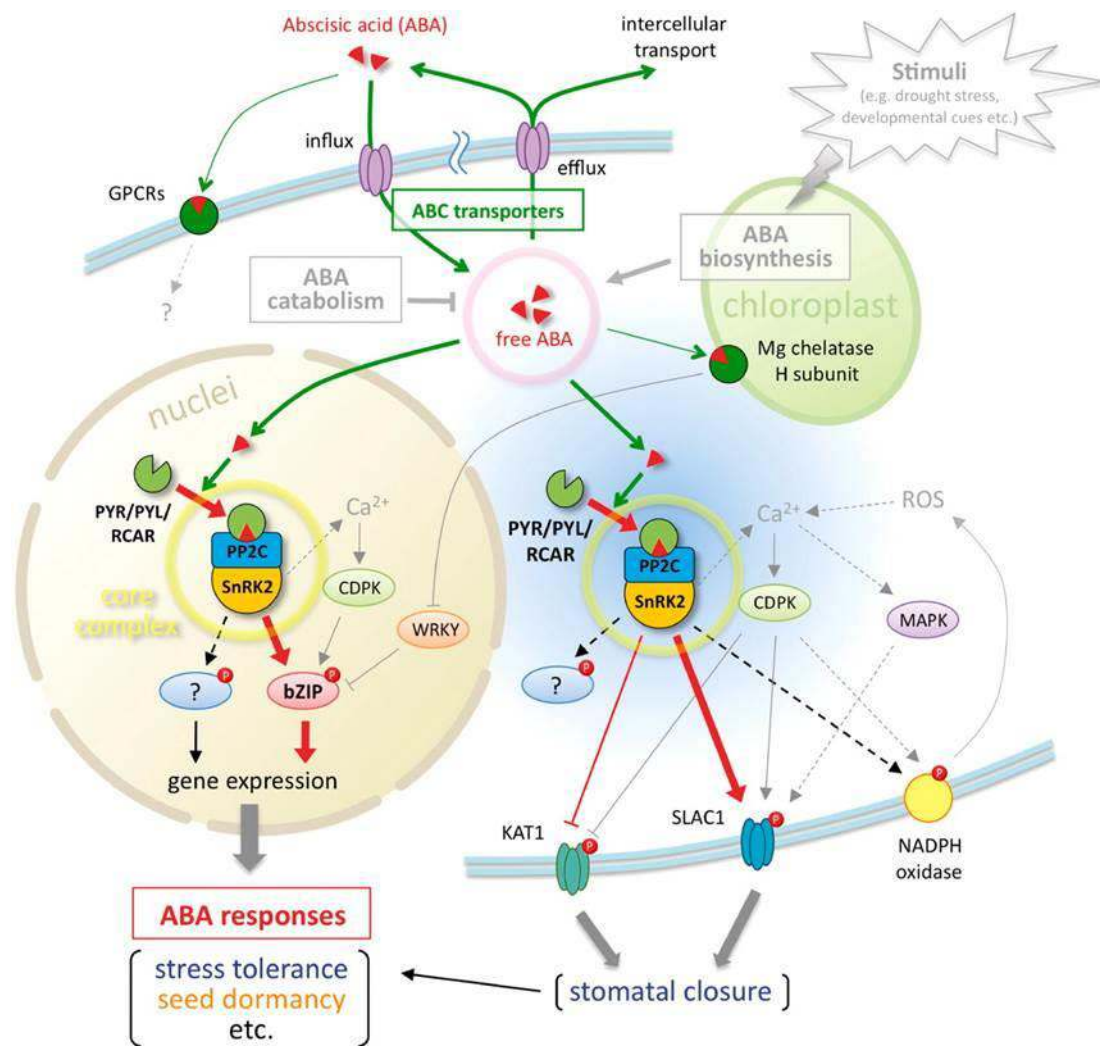 Abscisic acid (ABA)
intercellular
transport
Stimuli
(e.g. drought stress,
developmental cues etc.)
influx
efflux
GPCRs
ABC transporters
ABA
biosynthesis
ABA
catabolism
?
chloroplast
free ABA
Mg chelatase
H subunit
nuclei
PYR/PYL/
RCAR
PP2C
SnRK2
Ca2+
CDPK
WRKY
core
complex
?
P
bZIP
P
gene expression
PYR/PYL/
RCAR
PP2C
SnRK2
Ca2+
ROS
CDPK
MAPK
?
P
KAT1
P
SLAC1
P
P
NADPH
oxidase
ABA responses
stress tolerance
seed dormancy
etc.
stomatal closure